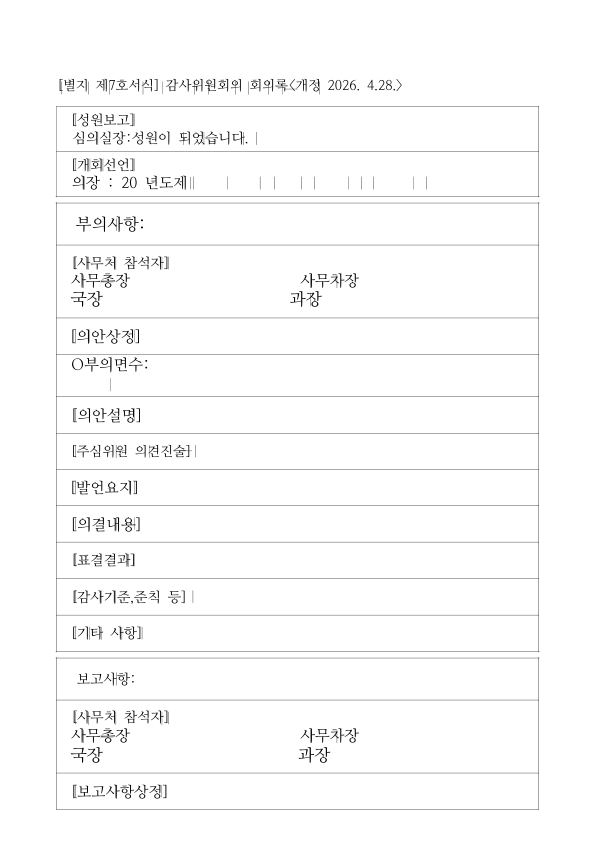 [별지 제7호서식] 감사위원회의 회의록<개정 2026. 4.28.>
[성원보고]
심의실장:성원이 되었습니다.
[개회선언]
의장 : 20 년도제
부의사항:
[사무처 참석자]
사무총장 사무차장
국장 과장
[의안상정]
O부의면수:
[의안설명]
[주심위원 의견진술]
[발언요지]
[의결내용]
[표결결과]
[감사기준,준칙 등]
[기타 사항]
보고사항:
[사무처 참석자]
사무총장 사무차장
국장 과장
[보고사항상정]